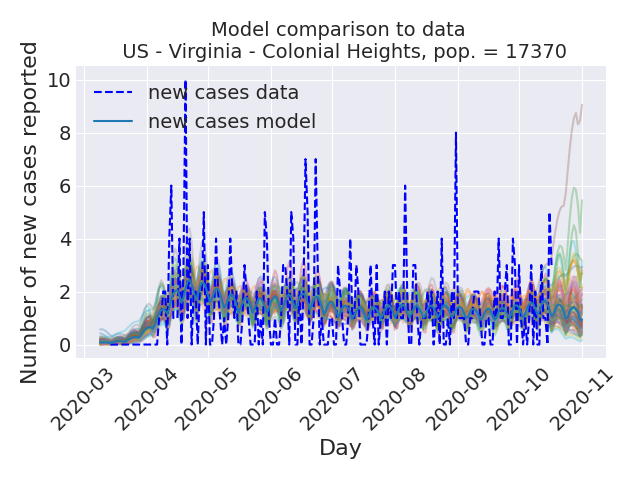 Model comparison to data
US - Virginia - Colonial Heights, pop. = 17370
Number of new cases reported
10
8
6
4
2
0
new cases data
new cases model
2020-03
2020-04
2020-05
2020-06
2020-07
2020-08
2020-09
2020-10
2020-11
Day